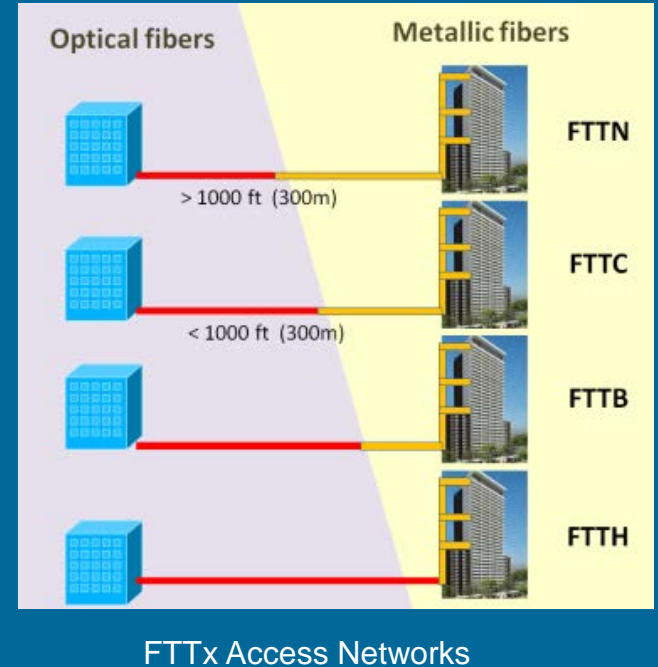 Optical fibers
Metallic fibers
FTTN
> 1000 ft (300m)
FTTC
< 1000 ft (300m)
FTTB
FTTH
FTTx Access Networks